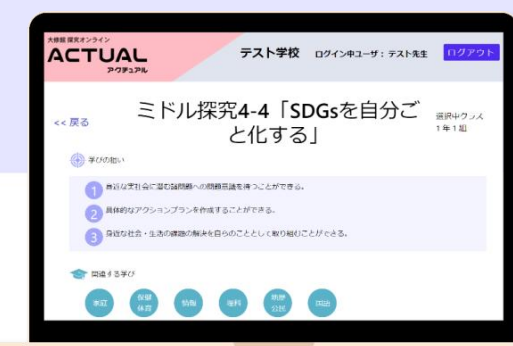 大修館 探究オンライン
ACTUAL
アクチュアル
テスト学校 ログイン中ユーザ：テスト先生 ログアウト
<< 戻る
ミドル探究4-4「SDGsを自分ご
と化する」
選択中クラス
1年1組
学びの狙い
1 身近な実社会に潜む諸問題への問題意識を持つことができる。
2 具体的なアクションプランを作成することができる。
3 身近な社会・生活の課題の解決を自らのこととして取り組むことができる。
関連する学び
家庭
保健
体育
情報
理科
地歴
公民
国語